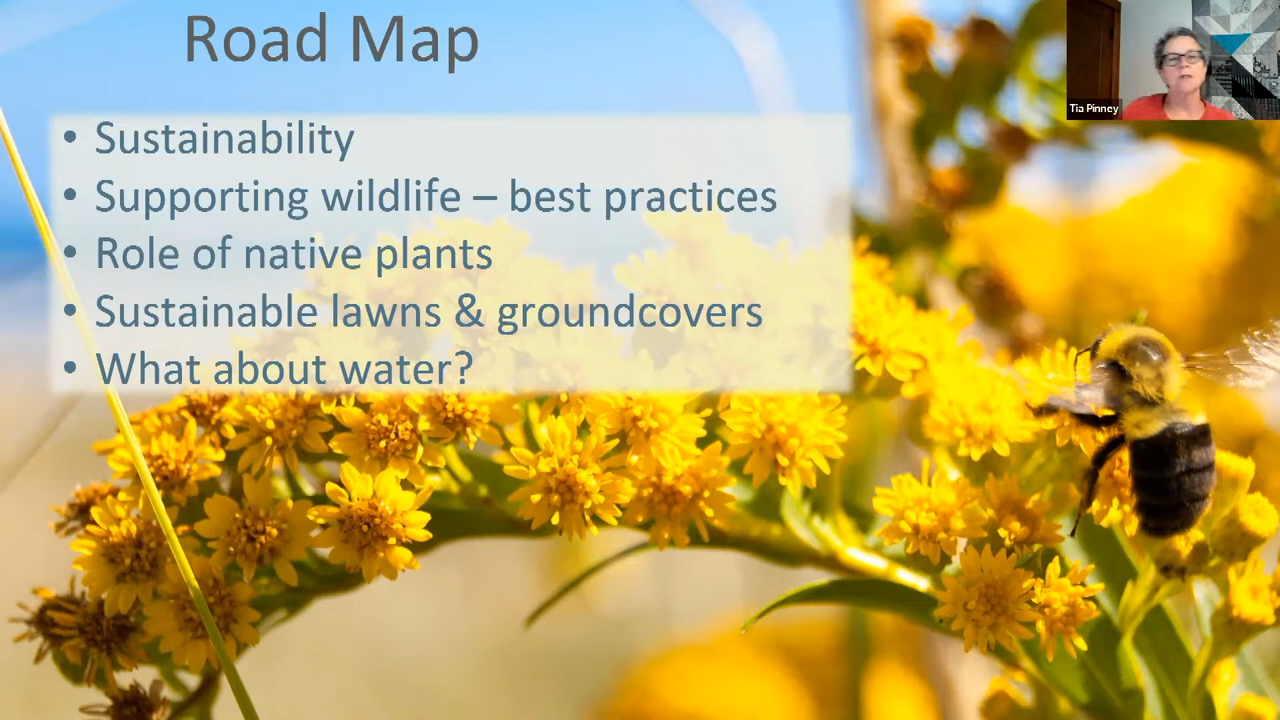 Road Map
• Sustainability
• Supporting wildlife – best practices
• Role of native plants
• Sustainable lawns & groundcovers
• What about water?
Tia Pinney